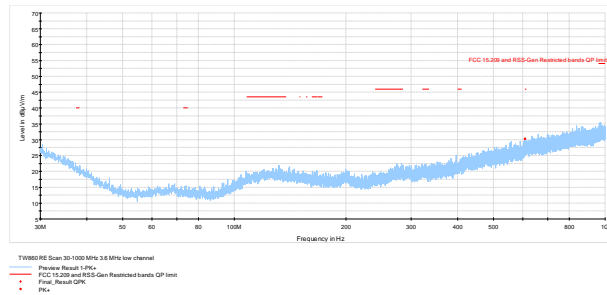 70
65
60
55
50
45
40
35
30
25
20
15
10
5
Level in dBµV/m
FCC 15.209 and RSS-Gen Restricted bands QP limit
30M 50 60 80 100M 200 300 400 500 800
Frequency in Hz
TW860 RE Scan 30-1000 MHz 3.6 MHz low channel
Preview Result 1-PK+
FCC 15.209 and RSS-Gen Restricted bands QP limit
Final_Result QPK
PK+